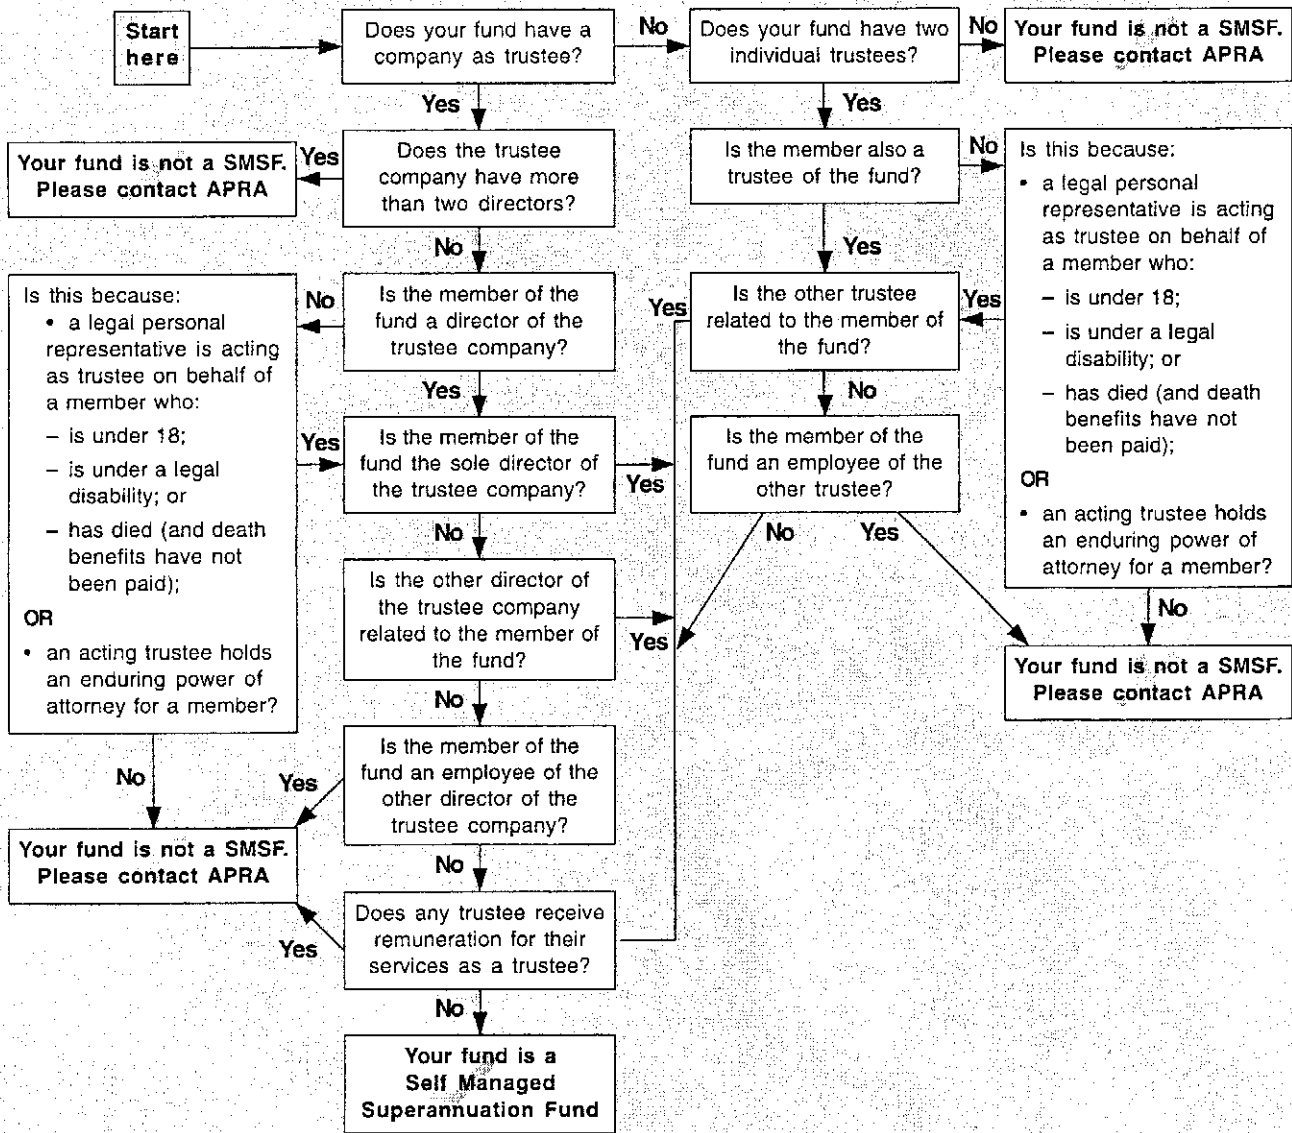 Start
here
Does your fund have a
company as trustee?
No
Does your fund have two
individual trustees?
No
Your fund is not a SMSF.
Please contact APRA
Yes
Yes
Your fund is not a SMSF.
Please contact APRA
Yes
Does the trustee
company have more
than two directors?
Is the member also a
trustee of the fund?
No
Is this because:
• a legal personal
representative is acting
as trustee on behalf of
a member who:
– is under 18;
– is under a legal
disability; or
– has died (and death
benefits have not
been paid);
OR
• an acting trustee holds
an enduring power of
attorney for a member?
No
Yes
Is this because:
• a legal personal
representative is acting
as trustee on behalf of
a member who:
– is under 18;
– is under a legal
disability; or
– has died (and death
benefits have not
been paid);
OR
• an acting trustee holds
an enduring power of
attorney for a member?
No
Is the member of the
fund a director of the
trustee company?
Yes
Is the other trustee
related to the member of
the fund?
Yes
Yes
No
Yes
Is the member of the
fund the sole director of
the trustee company?
Yes
Is the member of the
fund an employee of the
other trustee?
No
No
Yes
Is the other director of
the trustee company
related to the member of
the fund?
Yes
No
Your fund is not a SMSF.
Please contact APRA
No
Is the member of the
fund an employee of the
other director of the
trustee company?
No
Yes
Your fund is not a SMSF.
Please contact APRA
No
Does any trustee receive
remuneration for their
services as a trustee?
Yes
No
Your fund is a
Self Managed
Superannuation Fund